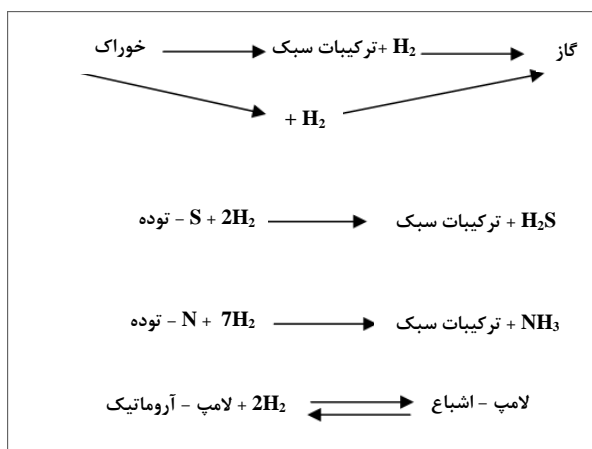 خوراک ترکیبات سبک+ H₂ گاز
+ H₂
توده – S + 2H₂ ترکیبات سبک + H₂S
توده – N + 7H₂ ترکیبات سبک + NH₃
لامپ – آروماتیک + 2H₂ لامپ – اشباع